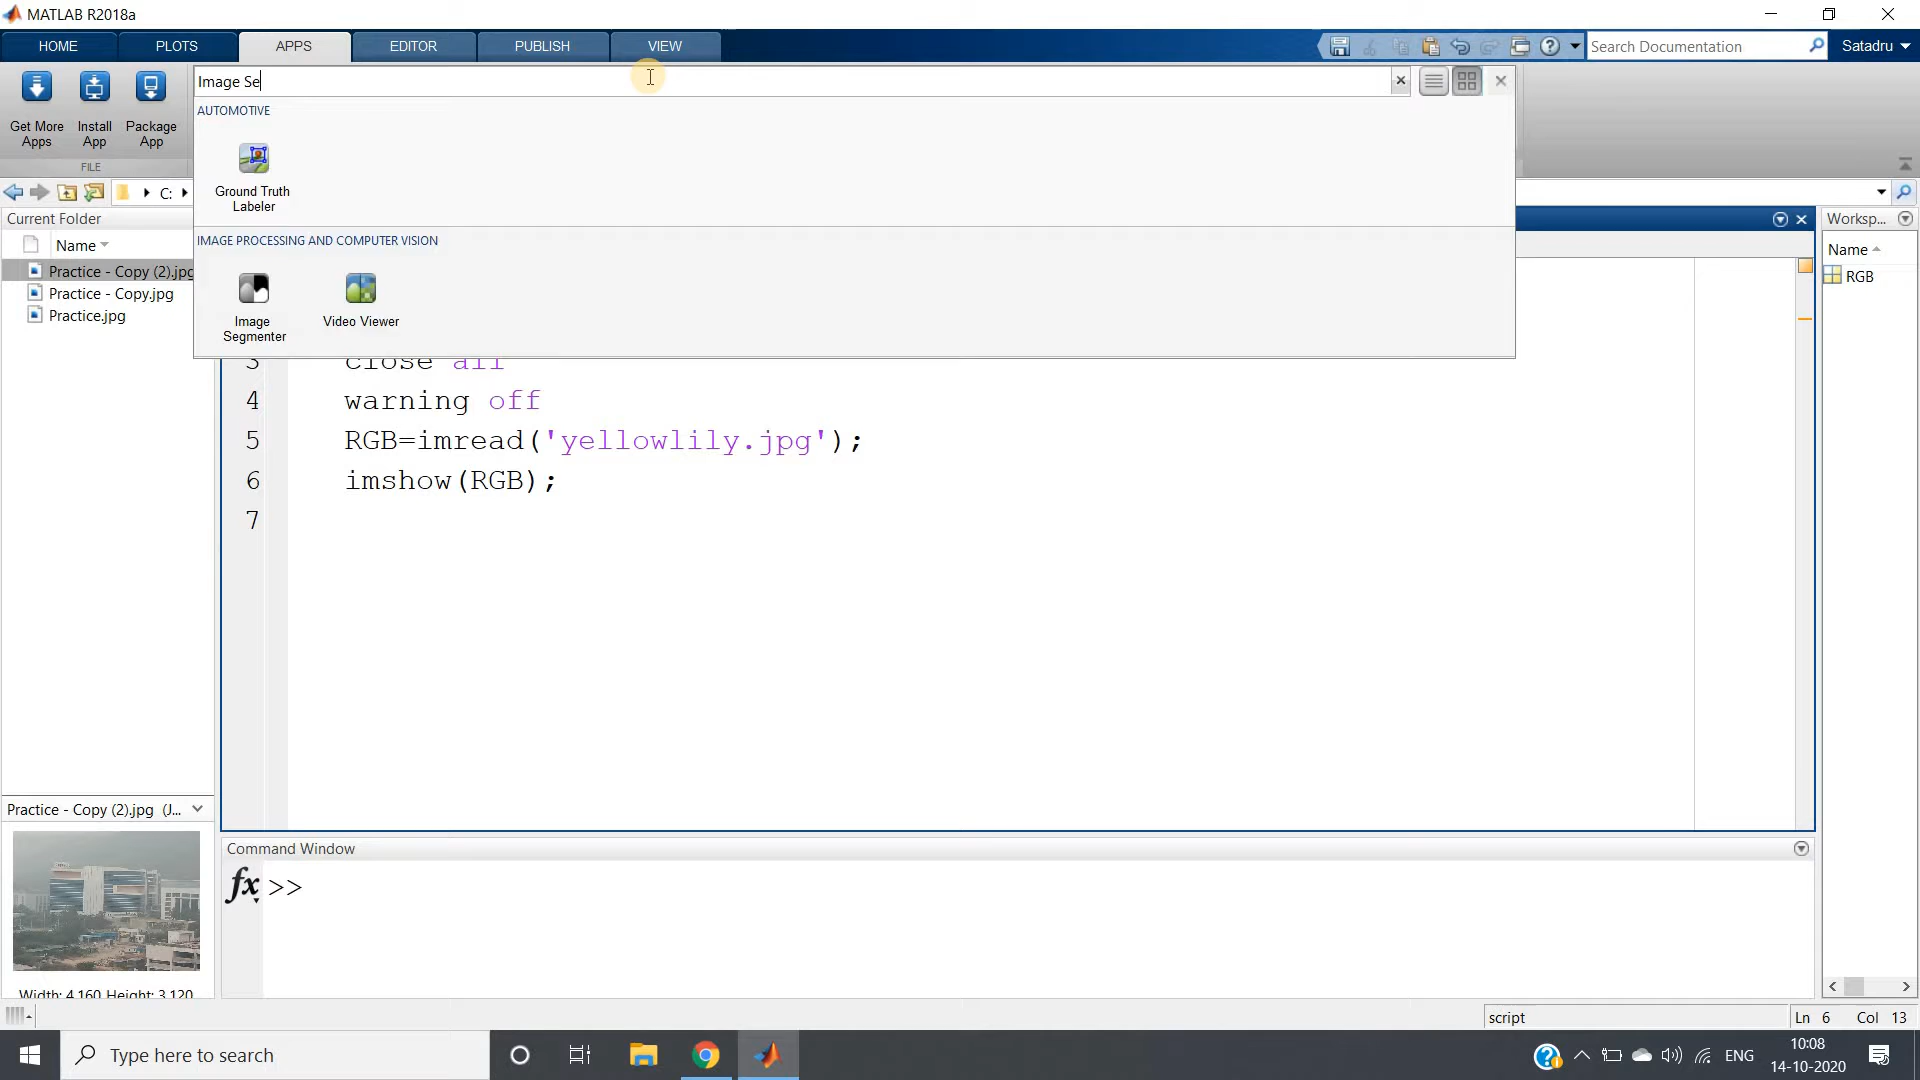 MATLAB R2018a
HOME
PLOTS
APPS
EDITOR
PUBLISH
VIEW
Search Documentation
Satadru
Image Se
Get More
Apps
Install
App
Package
App
FILE
AUTOMOTIVE
Ground Truth
Labeler
IMAGE PROCESSING AND COMPUTER VISION
Image
Segmenter
Video Viewer
C:
Current Folder
Name
Practice - Copy (2).jpg
Practice - Copy.jpg
Practice.jpg
Worksp...
Name
RGB
3 close all
4 warning off
5 RGB=imread('yellowlily.jpg');
6 imshow(RGB);
7
Practice - Copy (2).jpg (J...
Width: 4,160 Height: 3,120
Command Window
fx >>
script
Ln 6 Col 13
Type here to search
ENG
10:08
14-10-2020